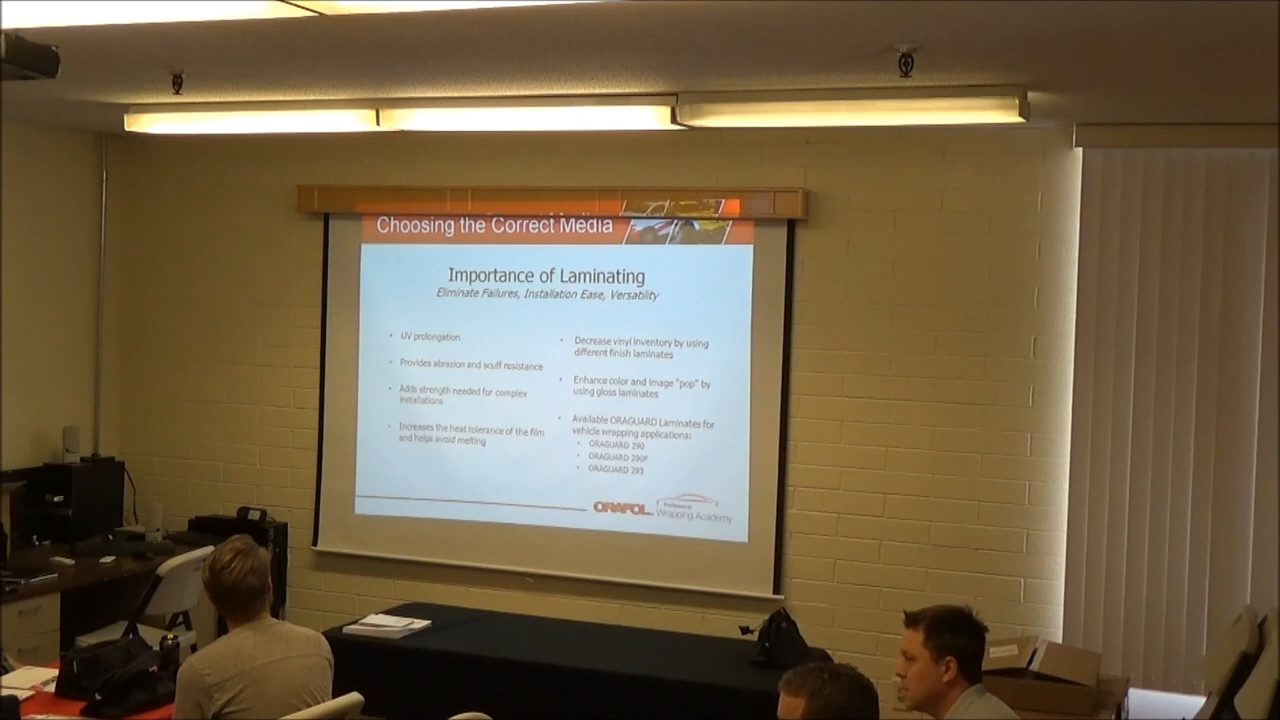 Choosing the Correct Media
Importance of Laminating
Eliminate Failures, Installation Ease, Versability
• UV prolongation
• Provides abrasion and scuff resistance
• Adds strength needed for complex
installations
• Increases the heat tolerance of the film
and helps avoid melting
• Decrease vinyl inventory by using
different finish laminates
• Enhance color and image "pop" by
using gloss laminates
• Available ORAGUARD Laminates for
vehicle wrapping applications:
• ORAGUARD 290
• ORAGUARD 290F
• ORAGUARD 293
ORAFOL
Professional
Wrapping Academy